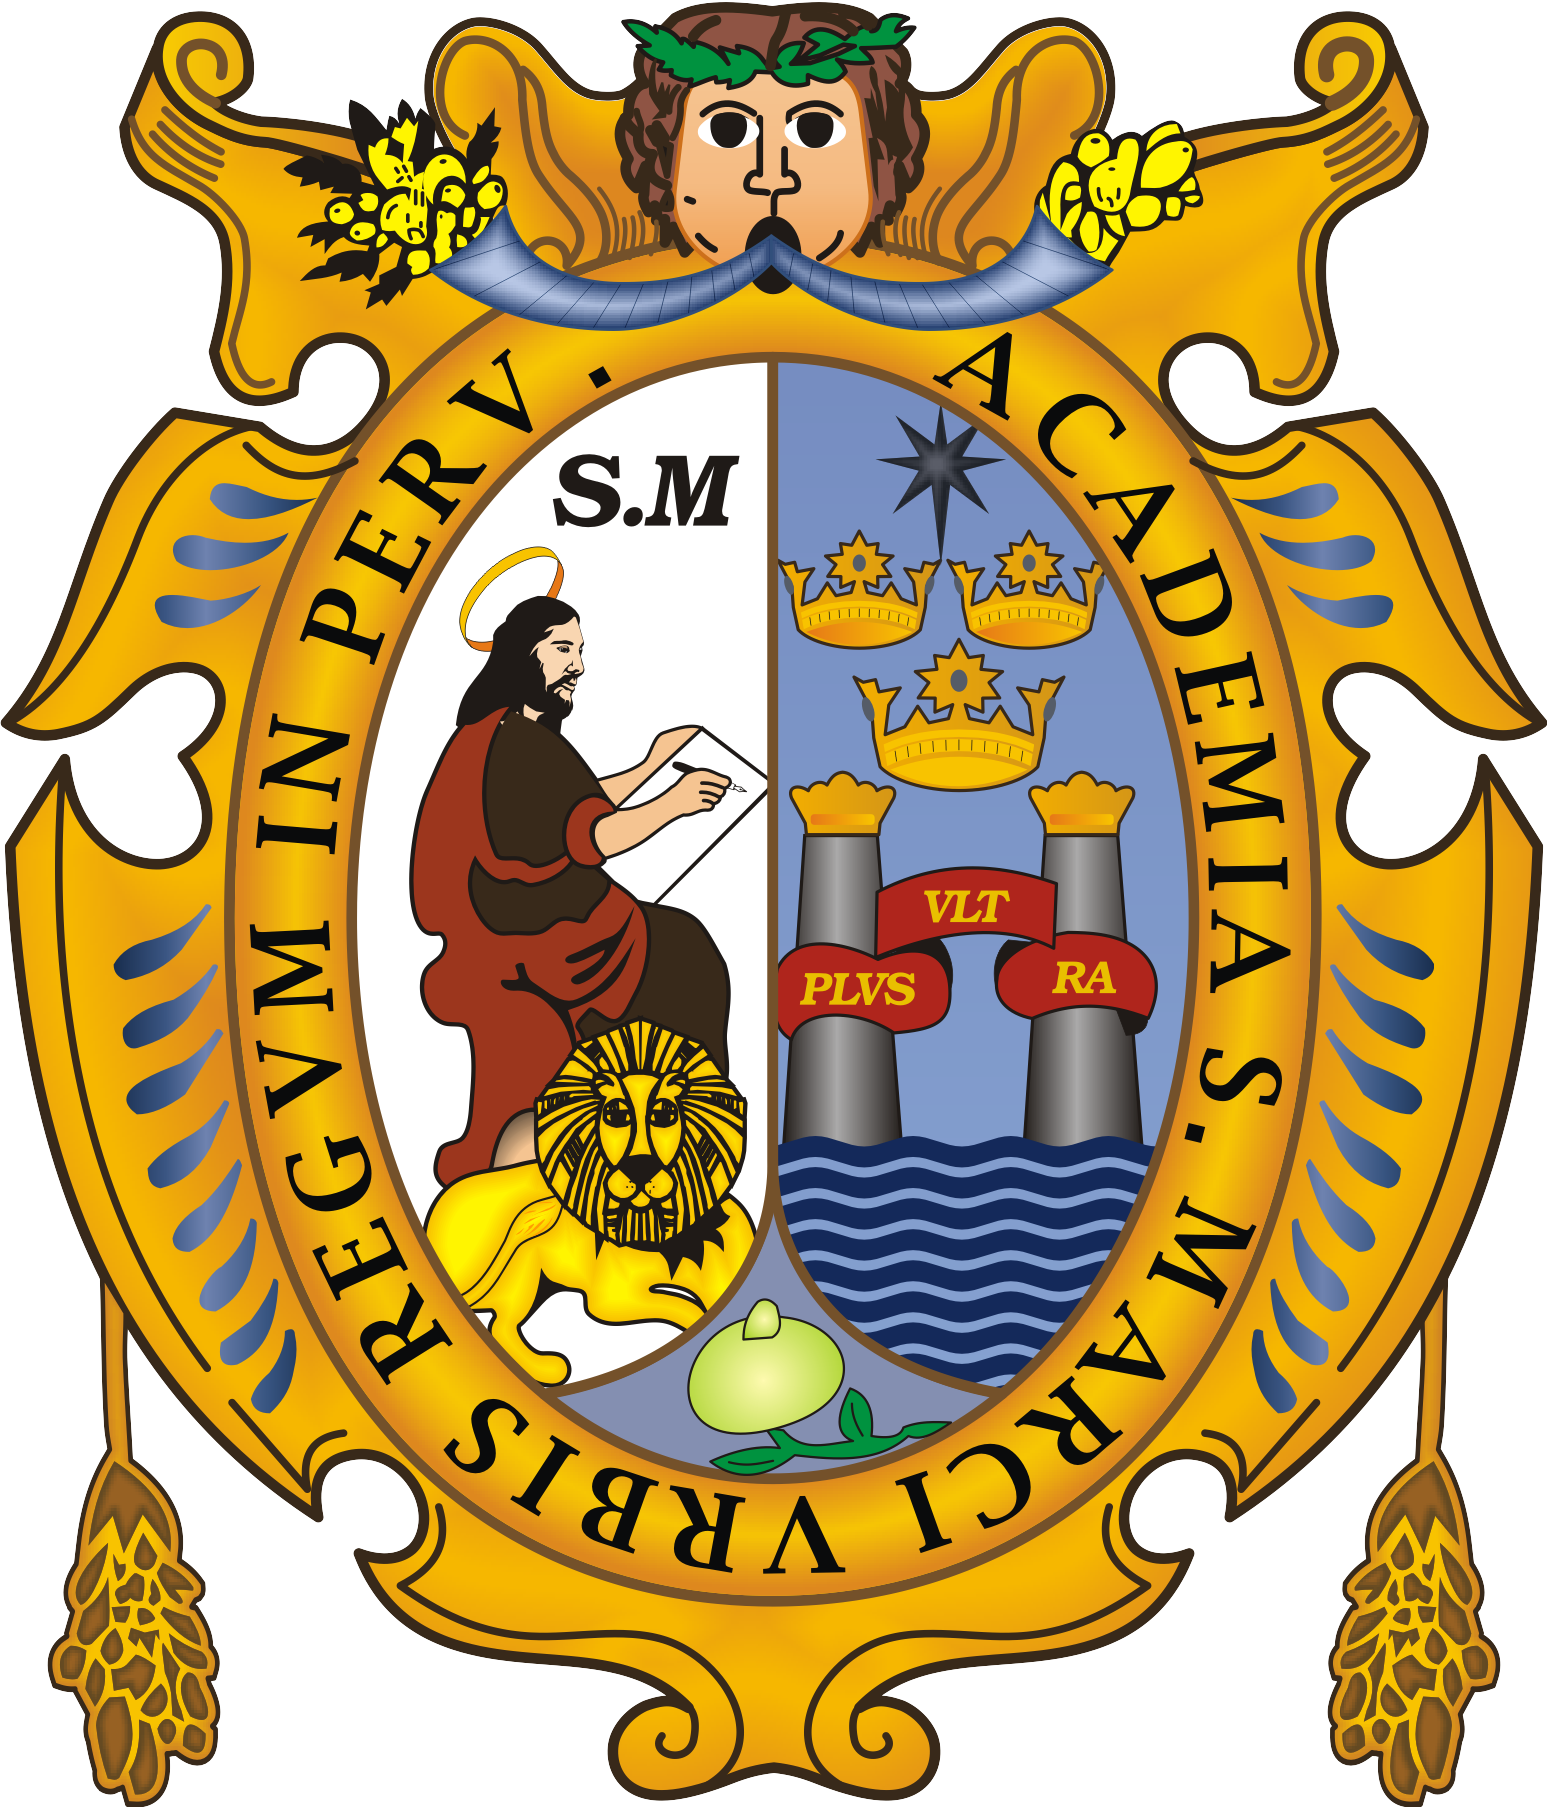 ACADEMIA S. MARCI VRBIS REGVM IN PERV .
S.M
VLT
PLVS
RA